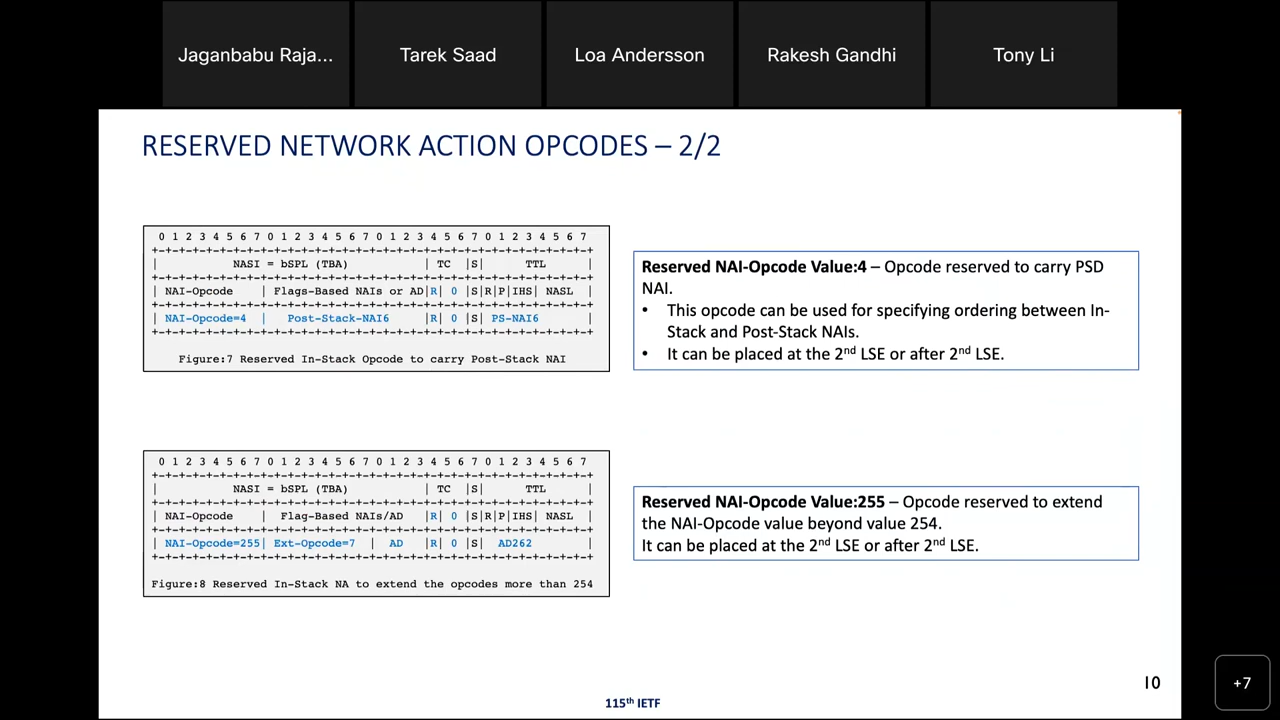 Jaganbabu Raja...
Tarek Saad
Loa Andersson
Rakesh Gandhi
Tony Li
RESERVED NETWORK ACTION OPCODES – 2/2
0 1 2 3 4 5 6 7 0 1 2 3 4 5 6 7 0 1 2 3 4 5 6 7 0 1 2 3 4 5 6 7
+-+-+-+-+-+-+-+-+-+-+-+-+-+-+-+-+-+-+-+-+-+-+-+-+-+-+-+-+-+-+-+-+
| NASI = bSPL (TBA) | TC |S| TTL |
+-+-+-+-+-+-+-+-+-+-+-+-+-+-+-+-+-+-+-+-+-+-+-+-+-+-+-+-+-+-+-+-+
| NAI-Opcode | Flags-Based NAIs or AD|R| 0 |S|R|P|IHS| NASL |
+-+-+-+-+-+-+-+-+-+-+-+-+-+-+-+-+-+-+-+-+-+-+-+-+-+-+-+-+-+-+-+-+
| NAI-Opcode=4 | Post-Stack-NAI6 |R| 0 |S| PS-NAI6 |
+-+-+-+-+-+-+-+-+-+-+-+-+-+-+-+-+-+-+-+-+-+-+-+-+-+-+-+-+-+-+-+-+
Figure:7 Reserved In-Stack Opcode to carry Post-Stack NAI
Reserved NAI-Opcode Value:4 – Opcode reserved to carry PSD
NAI.
• This opcode can be used for specifying ordering between In-
Stack and Post-Stack NAIs.
• It can be placed at the 2nd LSE or after 2nd LSE.
0 1 2 3 4 5 6 7 0 1 2 3 4 5 6 7 0 1 2 3 4 5 6 7 0 1 2 3 4 5 6 7
+-+-+-+-+-+-+-+-+-+-+-+-+-+-+-+-+-+-+-+-+-+-+-+-+-+-+-+-+-+-+-+-+
| NASI = bSPL (TBA) | TC |S| TTL |
+-+-+-+-+-+-+-+-+-+-+-+-+-+-+-+-+-+-+-+-+-+-+-+-+-+-+-+-+-+-+-+-+
| NAI-Opcode | Flag-Based NAIs/AD |R| 0 |S|R|P|IHS| NASL |
+-+-+-+-+-+-+-+-+-+-+-+-+-+-+-+-+-+-+-+-+-+-+-+-+-+-+-+-+-+-+-+-+
| NAI-Opcode=255| Ext-Opcode=7 | AD |R| 0 |S| AD262 |
+-+-+-+-+-+-+-+-+-+-+-+-+-+-+-+-+-+-+-+-+-+-+-+-+-+-+-+-+-+-+-+-+
Figure:8 Reserved In-Stack NA to extend the opcodes more than 254
Reserved NAI-Opcode Value:255 – Opcode reserved to extend
the NAI-Opcode value beyond value 254.
It can be placed at the 2nd LSE or after 2nd LSE.
10
+7
115th IETF